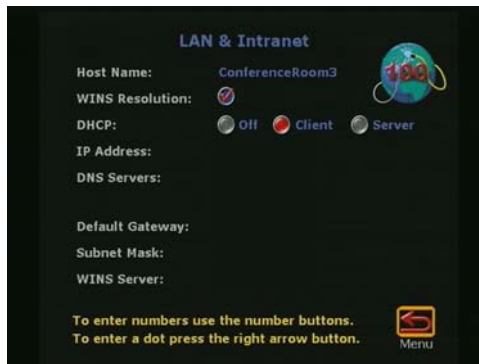 LAN & Intranet
100
Host Name: ConferenceRoom3
WINS Resolution:
DHCP: Off Client Server
IP Address:
DNS Servers:
Default Gateway:
Subnet Mask:
WINS Server:
To enter numbers use the number buttons.
To enter a dot press the right arrow button.
Menu